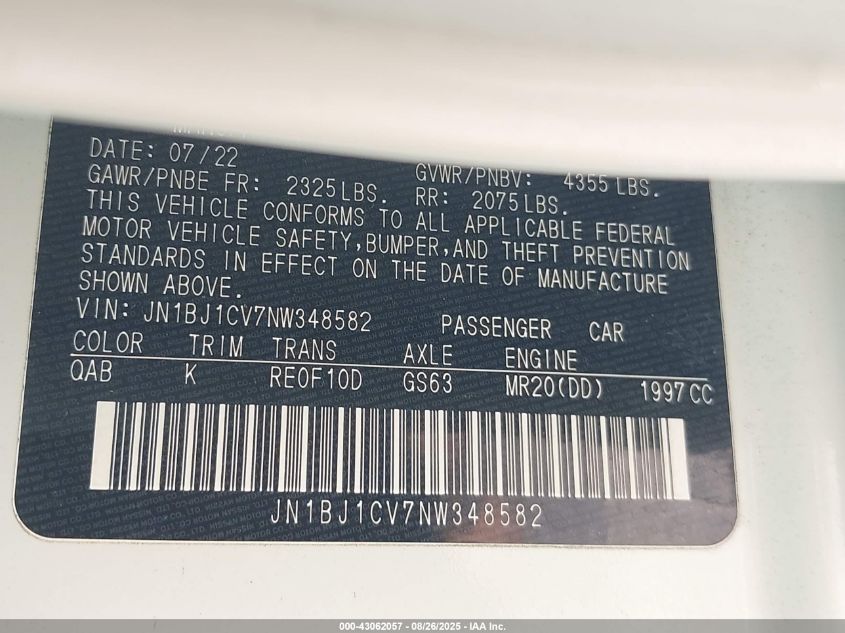 DATE: 07/22
GVWR/PNBV: 4355 LBS.
GAWR/PNBE FR: 2325LBS. RR: 2075LBS.
THIS VEHICLE CONFORMS TO ALL APPLICABLE FEDERAL
MOTOR VEHICLE SAFETY,BUMPER,AND THEFT PREVENTION
STANDARDS IN EFFECT ON THE DATE OF MANUFACTURE
SHOWN ABOVE.
VIN: JN1BJ1CV7NW348582 PASSENGER CAR
COLOR TRIM TRANS AXLE ENGINE
QAB K RE0F10D GS63 MR20(DD) 1997CC
JN1BJ1CV7NW348582
000-43062057 - 08/26/2025 - IAA Inc.